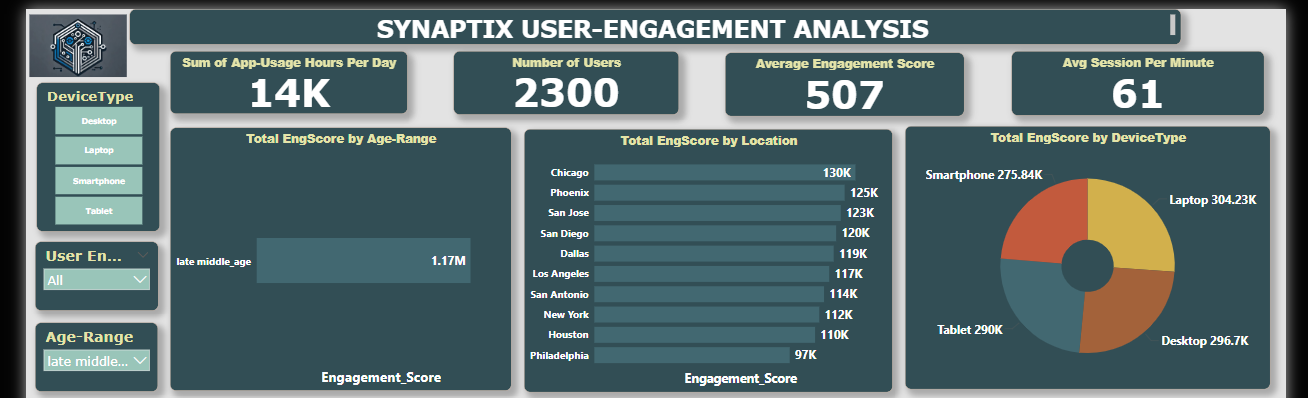 SYNAPTIX USER-ENGAGEMENT ANALYSIS
Sum of App-Usage Hours Per Day
14K
Number of Users
2300
Average Engagement Score
507
Avg Session Per Minute
61
DeviceType
Desktop
Laptop
Smartphone
Tablet
User En...
All
Age-Range
late middle...
Total EngScore by Age-Range
late middle_age
1.17M
Engagement_Score
Total EngScore by Location
Chicago 130K
Phoenix 125K
San Jose 123K
San Diego 120K
Dallas 119K
Los Angeles 117K
San Antonio 114K
New York 112K
Houston 110K
Philadelphia 97K
Engagement_Score
Total EngScore by DeviceType
Smartphone 275.84K
Laptop 304.23K
Tablet 290K
Desktop 296.7K